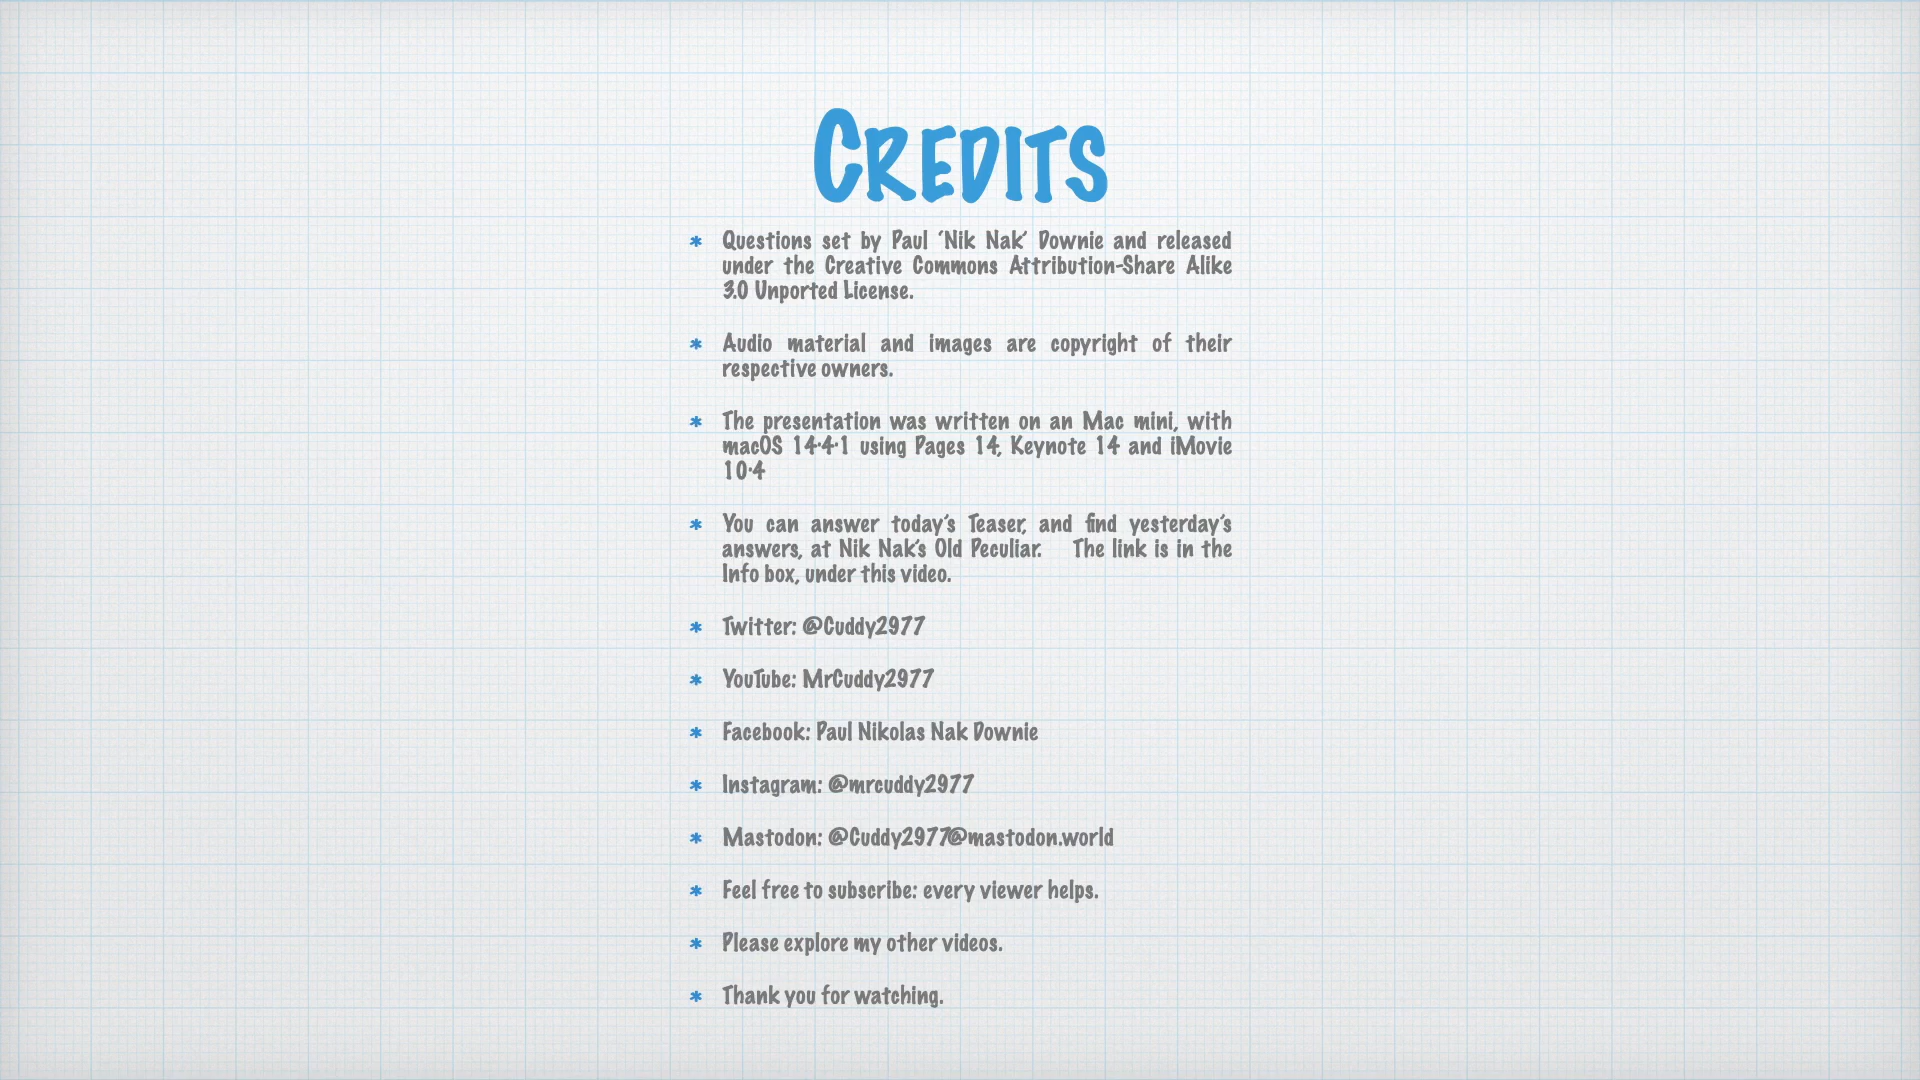 Credits
* Questions set by Paul ‘Nik Nak’ Downie and released
under the Creative Commons Attribution-Share Alike
3.0 Unported License.
* Audio material and images are copyright of their
respective owners.
* The presentation was written on an Mac mini, with
macOS 14·4·1 using Pages 14, Keynote 14 and iMovie
10·4
* You can answer today’s Teaser, and find yesterday’s
answers, at Nik Nak’s Old Peculiar. The link is in the
Info box, under this video.
* Twitter: @Cuddy2977
* YouTube: MrCuddy2977
* Facebook: Paul Nikolas Nak Downie
* Instagram: @mrcuddy2977
* Mastodon: @Cuddy2977@mastodon.world
* Feel free to subscribe: every viewer helps.
* Please explore my other videos.
* Thank you for watching.